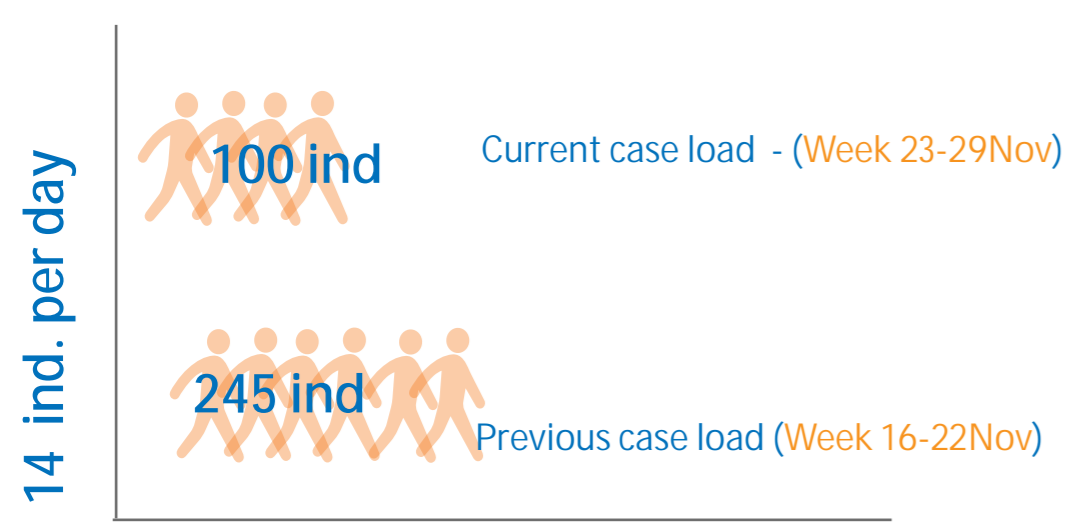 14 ind. per day
100 ind
Current case load - (Week 23-29Nov)
245 ind
Previous case load (Week 16-22Nov)